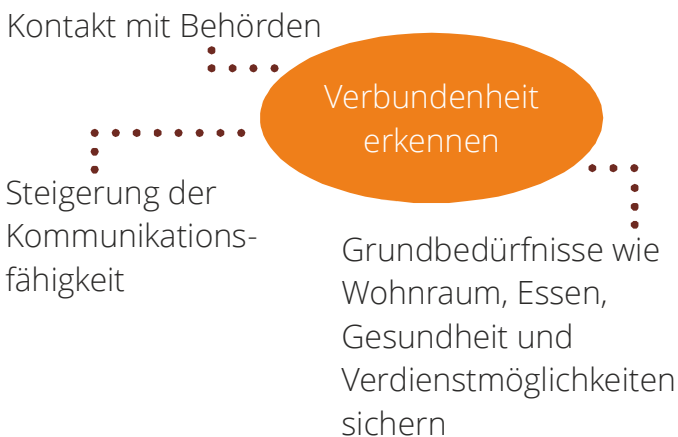 Kontakt mit Behörden
Verbundenheit
erkennen
Steigerung der
Kommunikations-
fähigkeit
Grundbedürfnisse wie
Wohnraum, Essen,
Gesundheit und
Verdienstmöglichkeiten
sichern